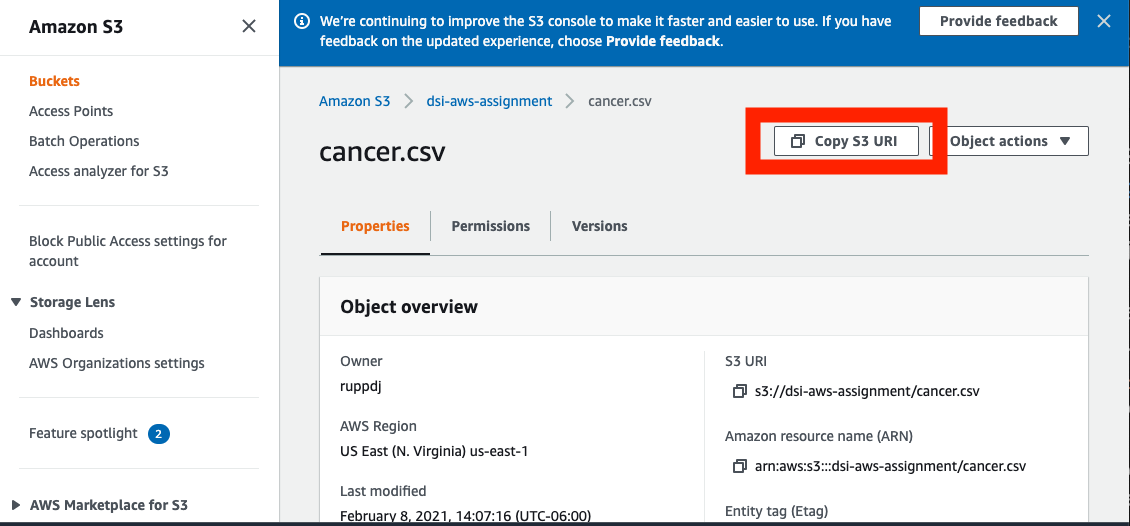 Amazon S3
Buckets
Access Points
Batch Operations
Access analyzer for S3
Block Public Access settings for
account
Storage Lens
Dashboards
AWS Organizations settings
Feature spotlight 2
AWS Marketplace for S3
We're continuing to improve the S3 console to make it faster and easier to use. If you have
feedback on the updated experience, choose Provide feedback.
Provide feedback
Amazon S3 > dsi-aws-assignment > cancer.csv
cancer.csv
Copy S3 URI
Object actions
Properties
Permissions
Versions
Object overview
Owner
ruppdj
AWS Region
US East (N. Virginia) us-east-1
Last modified
February 8, 2021, 14:07:16 (UTC-06:00)
S3 URI
s3://dsi-aws-assignment/cancer.csv
Amazon resource name (ARN)
arn:aws:s3:::dsi-aws-assignment/cancer.csv
Entity tag (Etag)